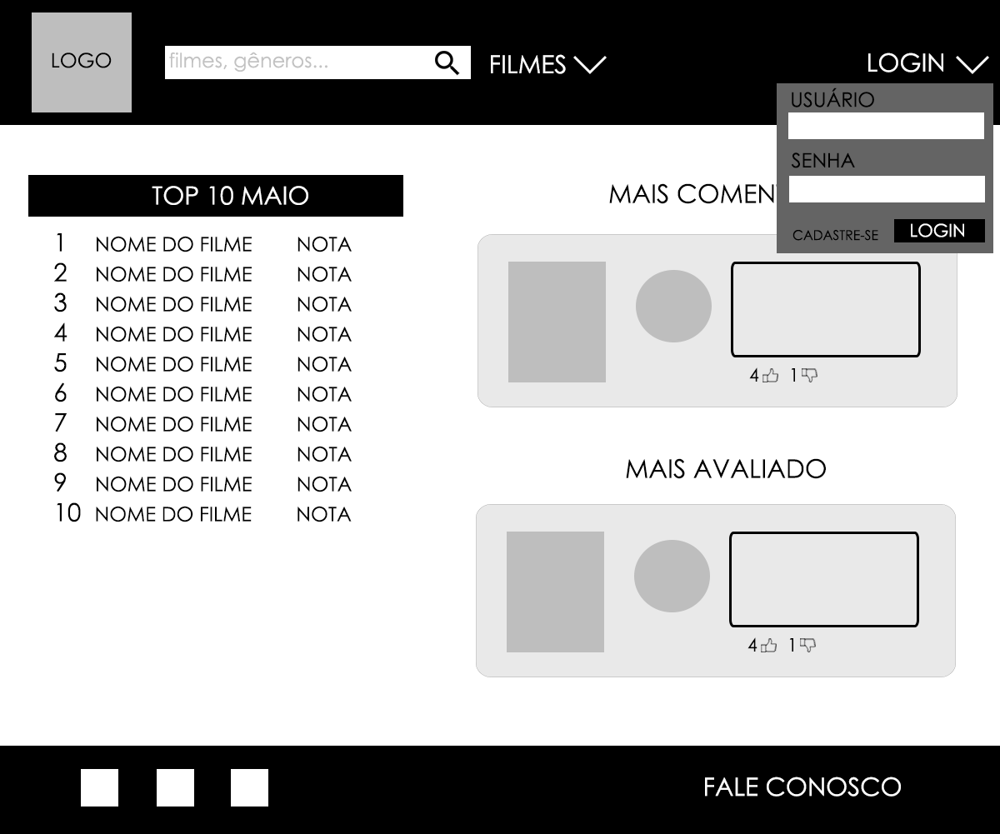 LOGO
filmes, gêneros...
FILMES
LOGIN
USUÁRIO
SENHA
CADASTRE-SE
LOGIN
TOP 10 MAIO
1 NOME DO FILME NOTA
2 NOME DO FILME NOTA
3 NOME DO FILME NOTA
4 NOME DO FILME NOTA
5 NOME DO FILME NOTA
6 NOME DO FILME NOTA
7 NOME DO FILME NOTA
8 NOME DO FILME NOTA
9 NOME DO FILME NOTA
10 NOME DO FILME NOTA
MAIS COMEN
4 1
MAIS AVALIADO
4 1
FALE CONOSCO